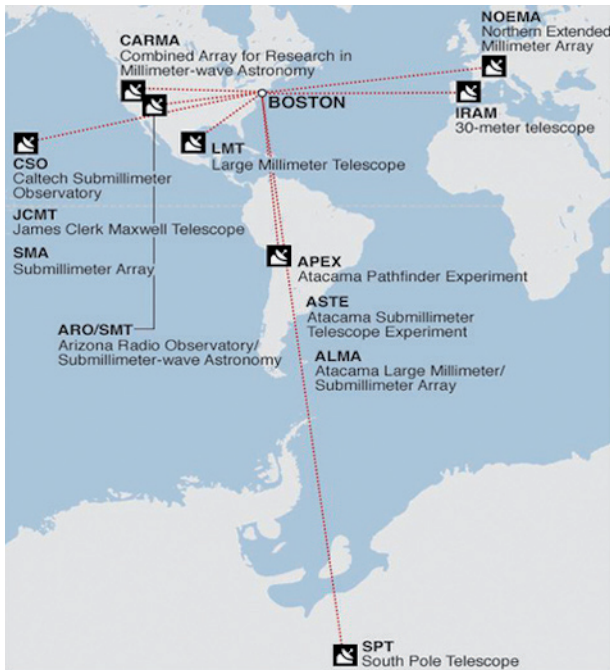 NOEMA
Northern Extended
Millimeter Array
CARMA
Combined Array for Research in
Millimeter-wave Astronomy
BOSTON
IRAM
30-meter telescope
LMT
Large Millimeter Telescope
CSO
Caltech Submillimeter
Observatory
JCMT
James Clerk Maxwell Telescope
SMA
Submillimeter Array
APEX
Atacama Pathfinder Experiment
ASTE
Atacama Submillimeter
Telescope Experiment
ARO/SMT
Arizona Radio Observatory/
Submillimeter-wave Astronomy
ALMA
Atacama Large Millimeter/
Submillimeter Array
SPT
South Pole Telescope